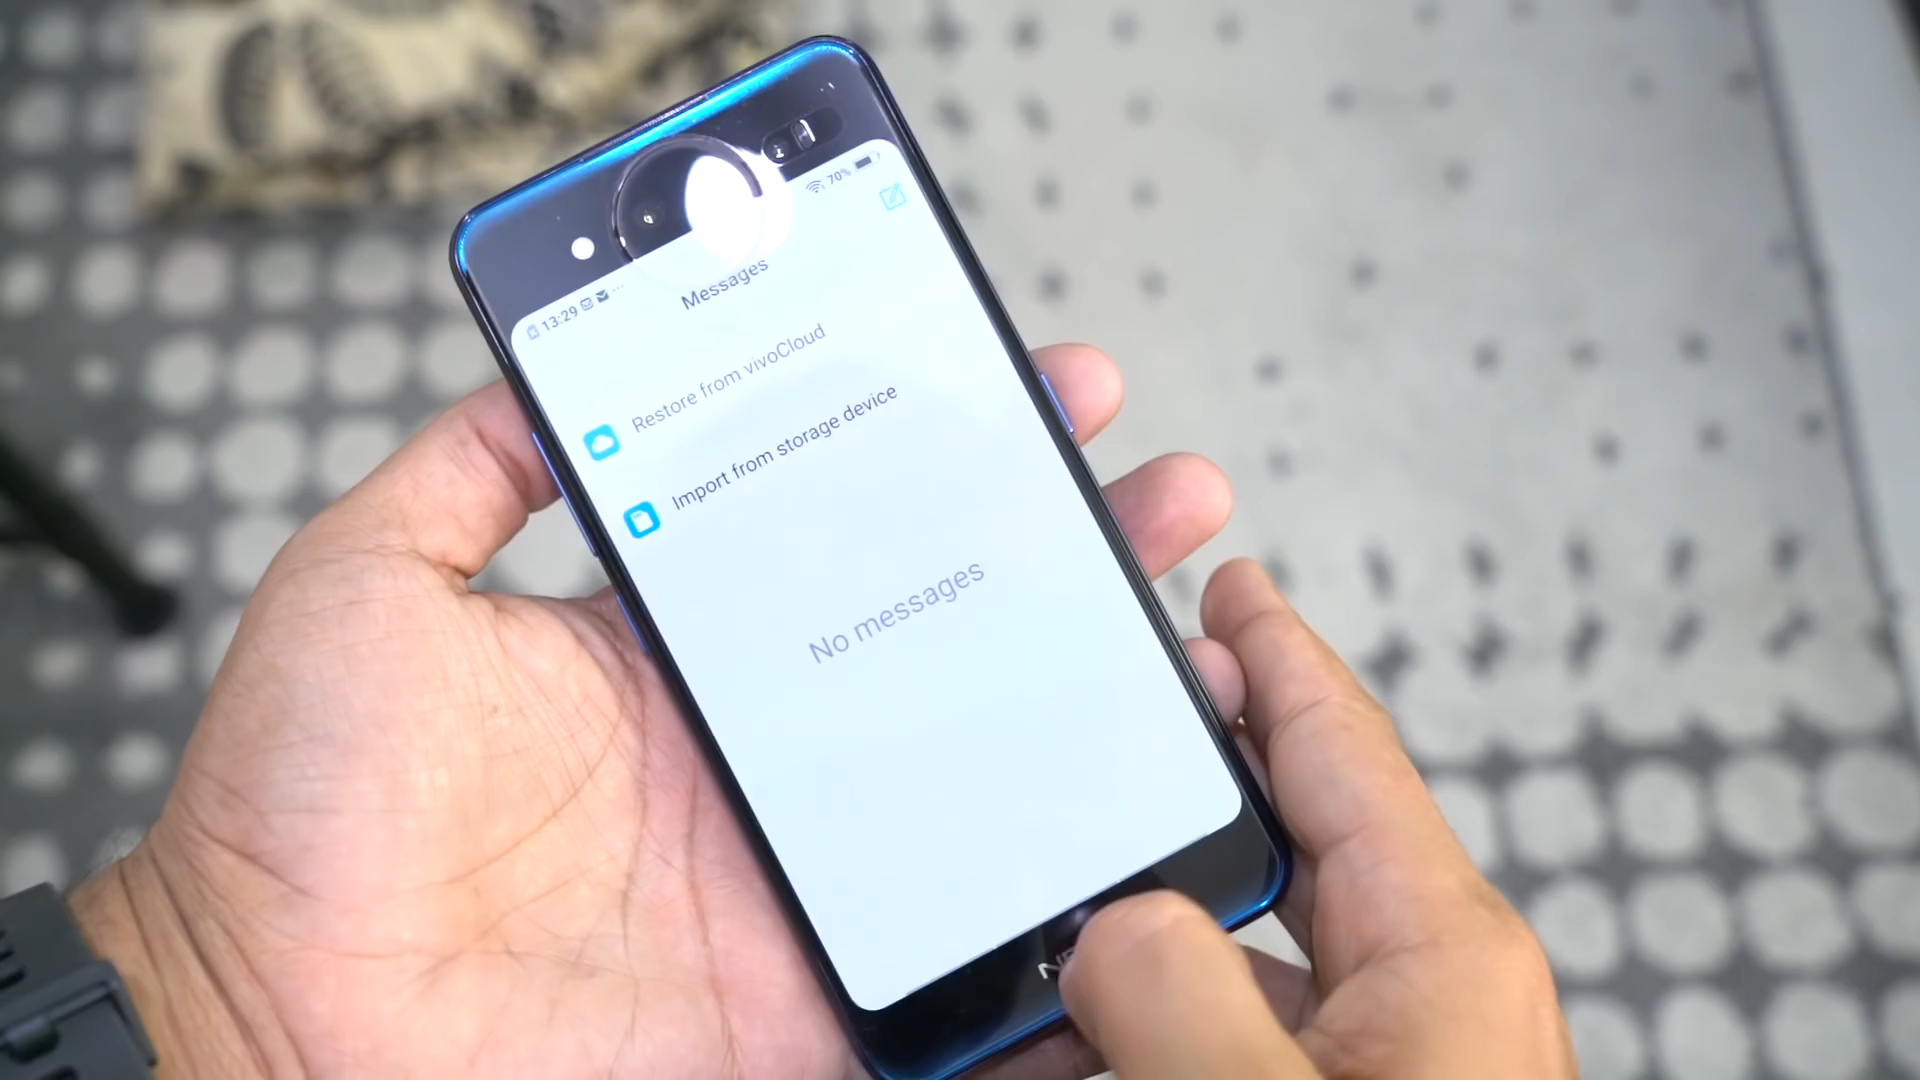 13:29
70%
Messages
Restore from vivoCloud
Import from storage device
No messages